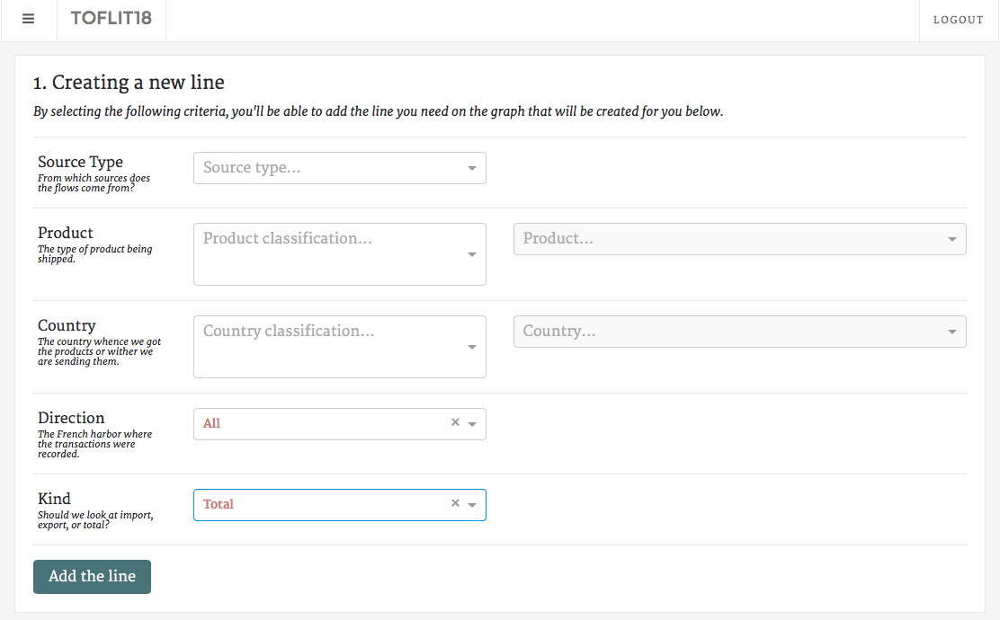 TOFLIT18
LOGOUT
1. Creating a new line
By selecting the following criteria, you'll be able to add the line you need on the graph that will be created for you below.
Source Type
From which sources does
the flows come from?
Source type...
Product
The type of product being
shipped.
Product classification...
Product...
Country
The country whence we got
the products or wither we
are sending them.
Country classification...
Country...
Direction
The French harbor where
the transactions were
recorded.
All
Kind
Should we look at import,
export, or total?
Total
Add the line